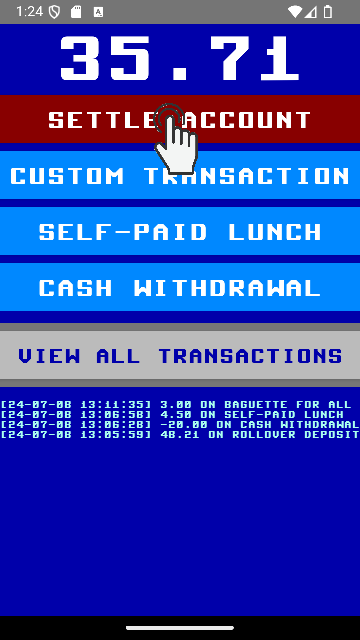 1:24
35.71
SETTLE ACCOUNT
CUSTOM TRANSACTION
SELF-PAID LUNCH
CASH WITHDRAWAL
VIEW ALL TRANSACTIONS
[24-07-08 13:11:35] 3.00 ON BAGUETTE FOR ALL
[24-07-08 13:06:58] 4.50 ON SELF-PAID LUNCH
[24-07-08 13:06:28] -20.00 ON CASH WITHDRAWAL
[24-07-08 13:05:59] 48.21 ON ROLLOVER DEPOSIT